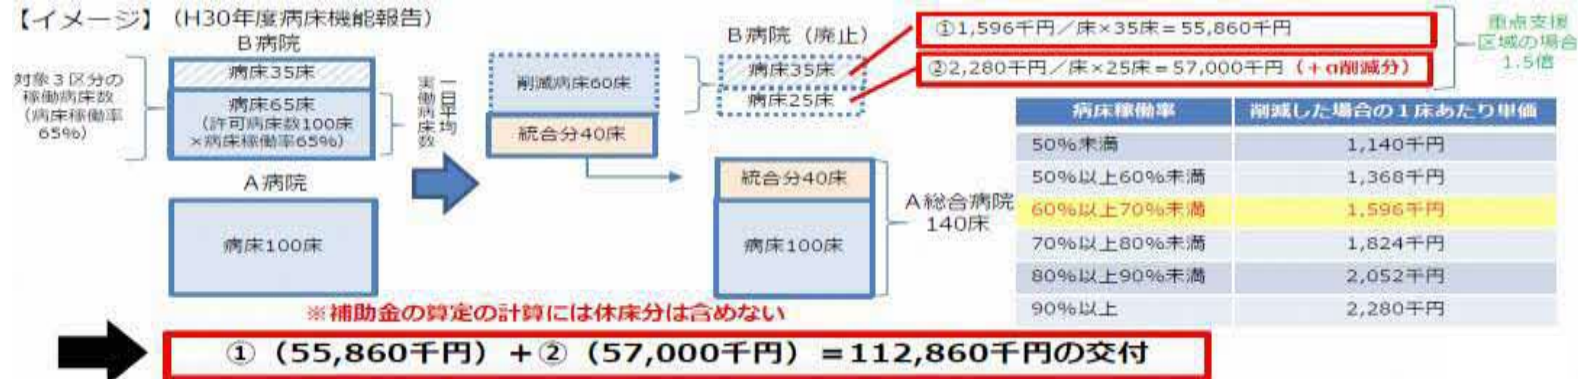 【イメージ】（H30年度病床機能報告）
B病院
対象３区分の
稼働病床数
（病床稼働率
65%）
病床35床
病床65床
（許可病床数100床
×病床稼働率65%）
一日平均
実働病床数
A病院
病床100床
削減病床60床
統合分40床
B病院（廃止）
病床35床
病床25床
統合分40床
病床100床
A総合病院
140床
①1,596千円／床×35床＝55,860千円
②2,280千円／床×25床＝57,000千円（+α削減分）
重点支援
区域の場合
1.5倍
病床稼働率 削減した場合の１床あたり単価
50%未満 1,140千円
50%以上60%未満 1,368千円
60%以上70%未満 1,596千円
70%以上80%未満 1,824千円
80%以上90%未満 2,052千円
90%以上 2,280千円
※補助金の算定の計算には休床分は含めない
①（55,860千円）＋②（57,000千円）＝112,860千円の交付